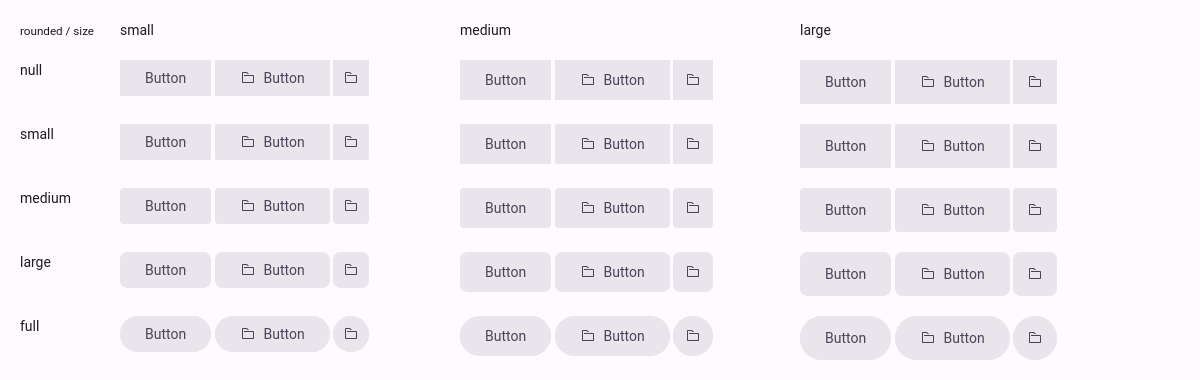 rounded / size small medium large
null Button Button Button Button Button Button
small Button Button Button Button Button Button
medium Button Button Button Button Button Button
large Button Button Button Button Button Button
full Button Button Button Button Button Button